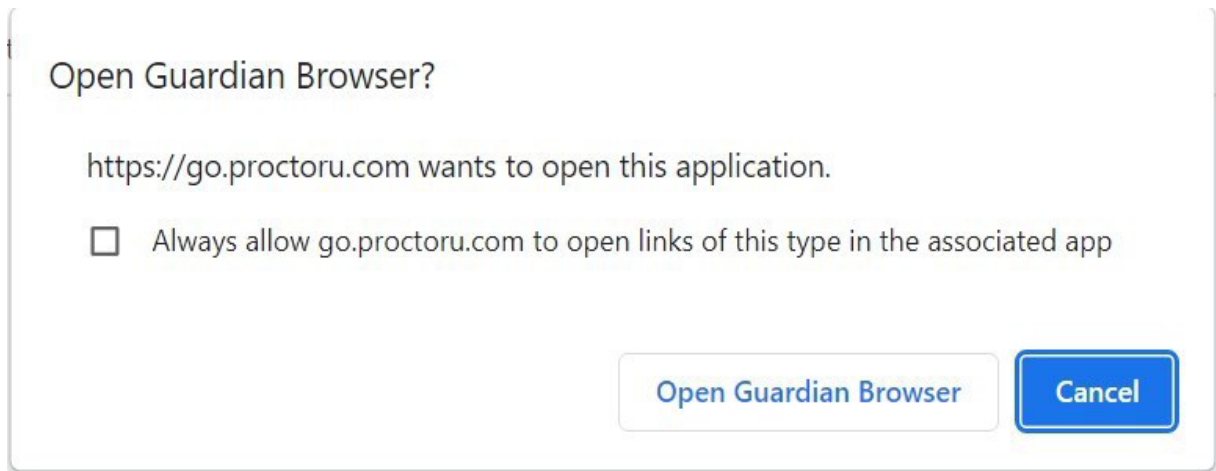 Open Guardian Browser?
https://go.proctoru.com wants to open this application.
Always allow go.proctoru.com to open links of this type in the associated app
Open Guardian Browser
Cancel